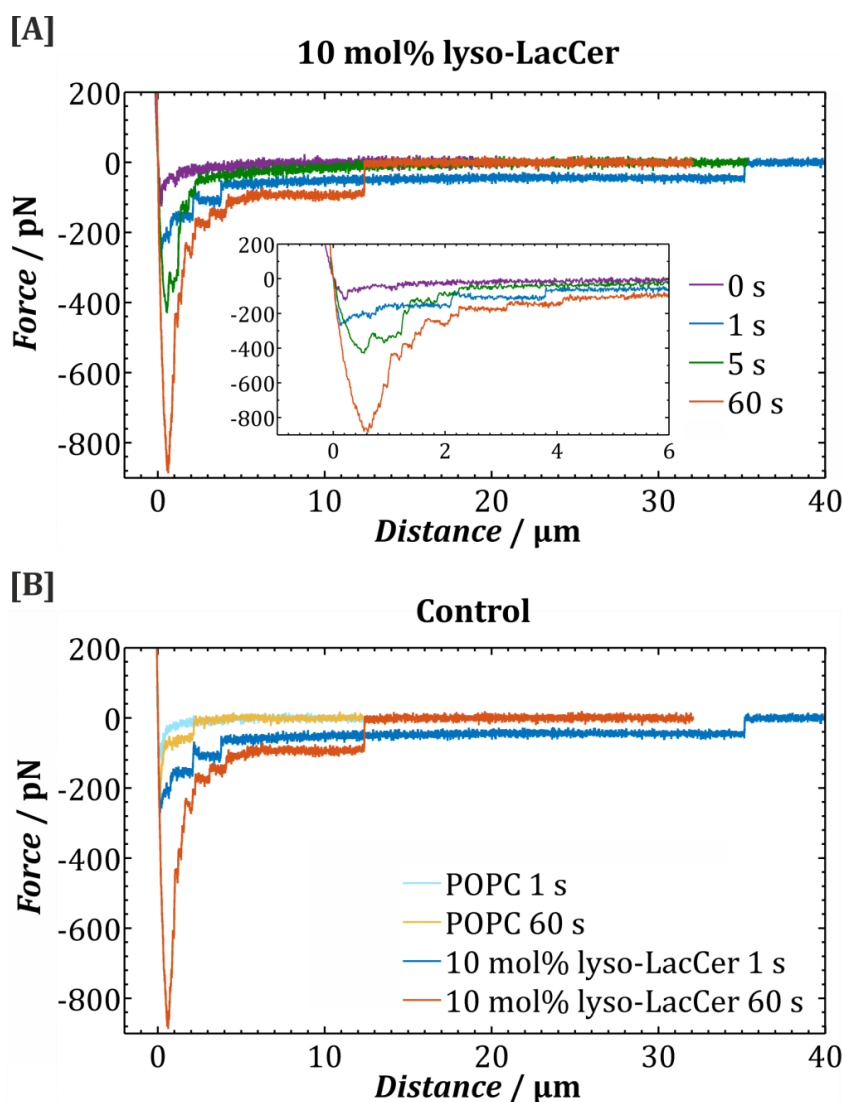 [A]
10 mol% lyso-LacCer
200
0
-200
-400
-600
-800
Force / pN
200
0
-200
-400
-600
-800
0 2 4 6
0 s
1 s
5 s
60 s
0 10 20 30 40
Distance / μm
[B]
Control
200
0
-200
-400
-600
-800
Force / pN
POPC 1 s
POPC 60 s
10 mol% lyso-LacCer 1 s
10 mol% lyso-LacCer 60 s
0 10 20 30 40
Distance / μm